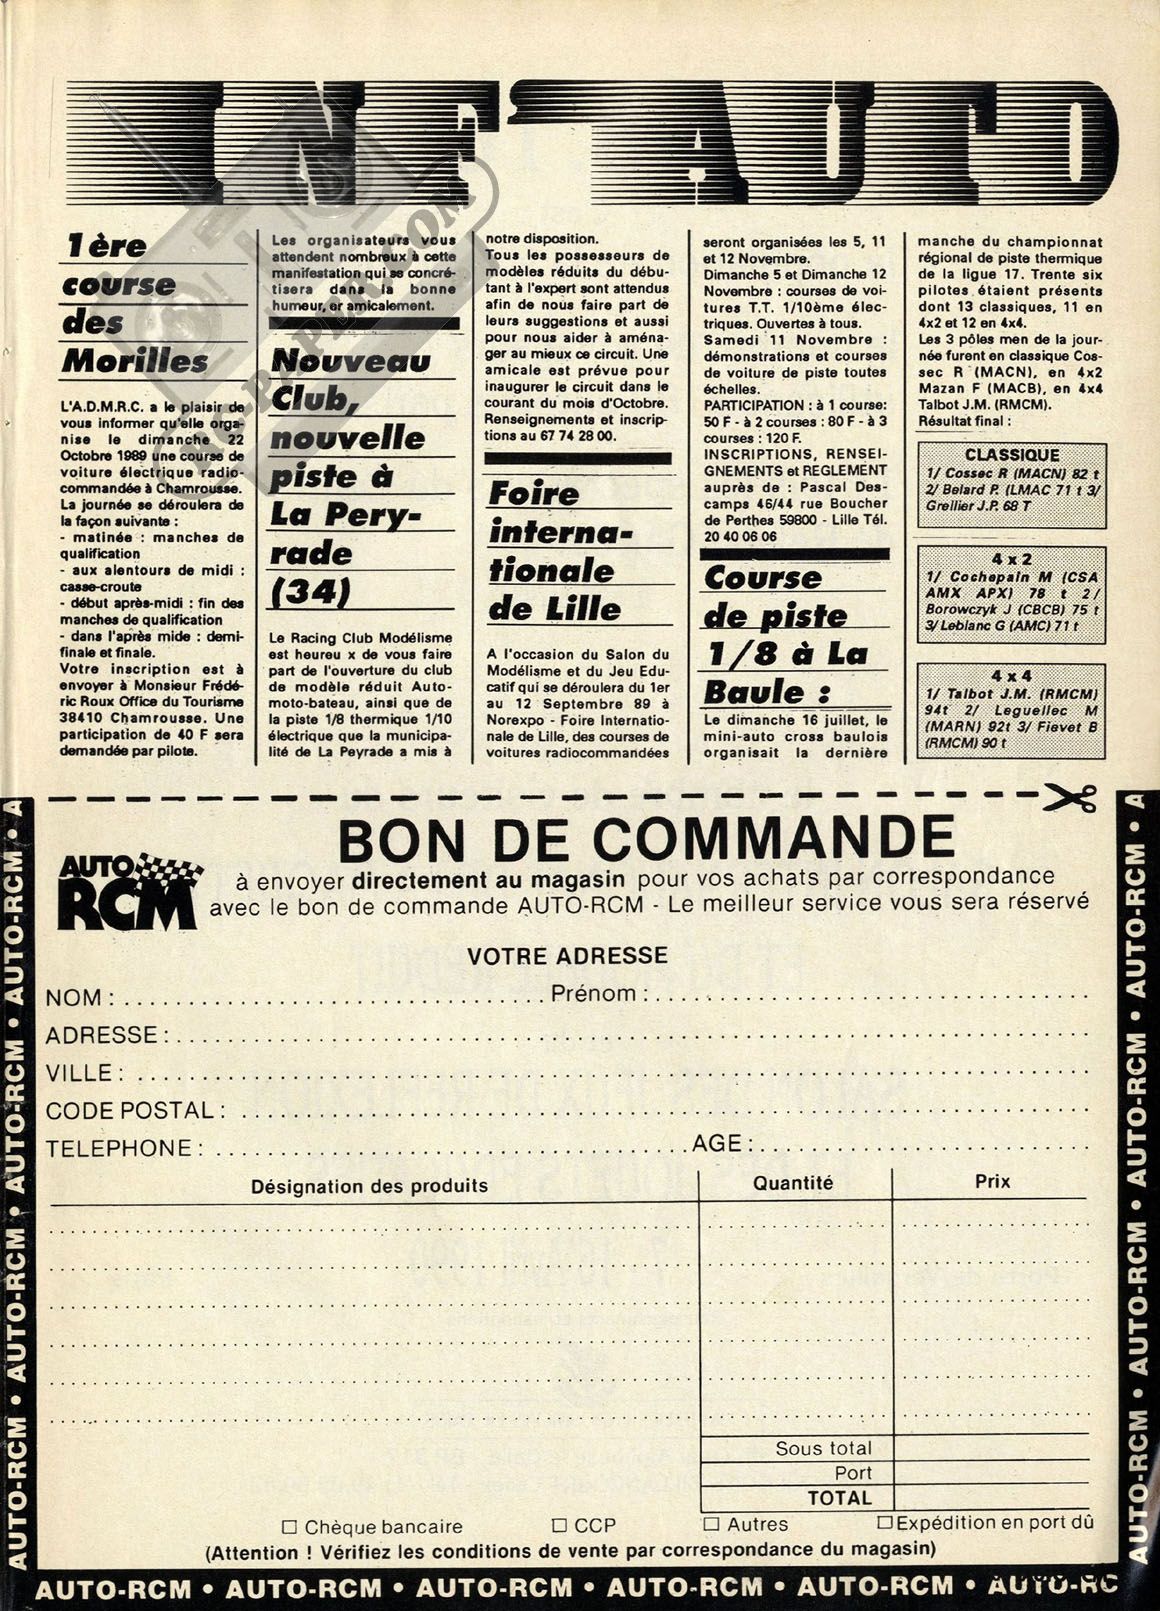 INF'AUTO
1ère
course
des
Morilles
L'A.D.M.R.C. a le plaisir de
vous informer qu'elle orga-
nise le dimanche 22
Octobre 1989 une course de
voiture électrique radio-
commandée à Chamrousse.
La journée se déroulera de
la façon suivante :
- matinée : manches de
qualification
- aux alentours de midi :
casse-croute
- début après-midi : fin des
manches de qualification
- dans l'après mide : demi-
finale et finale.
Votre inscription est à
envoyer à Monsieur Frédé-
ric Roux Office du Tourisme
38410 Chamrousse. Une
participation de 40 F sera
demandée par pilote.
Les organisateurs vous
attendent nombreux à cette
manifestation qui se concré-
tisera dans la bonne
humeur, er amicalement.
Nouveau
Club,
nouvelle
piste à
La Pery-
rade
(34)
Le Racing Club Modélisme
est heureu x de vous faire
part de l'ouverture du club
de modèle réduit Auto-
moto-bateau, ainsi que de
la piste 1/8 thermique 1/10
électrique que la municipa-
lité de La Peyrade a mis à
notre disposition.
Tous les possesseurs de
modèles réduits du débu-
tant à l'expert sont attendus
afin de nous faire part de
leurs suggestions et aussi
pour nous aider à aména-
ger au mieux ce circuit. Une
amicale est prévue pour
inaugurer le circuit dans le
courant du mois d'Octobre.
Renseignements et inscrip-
tions au 67 74 28 00.
Foire
interna-
tionale
de Lille
A l'occasion du Salon du
Modélisme et du Jeu Edu-
catif qui se déroulera du 1er
au 12 Septembre 89 à
Norexpo - Foire Internatio-
nale de Lille, des courses de
voitures radiocommandées
seront organisées les 5, 11
et 12 Novembre.
Dimanche 5 et Dimanche 12
Novembre : courses de voi-
tures T.T. 1/10ème élec-
triques. Ouvertes à tous.
Samedi 11 Novembre :
démonstrations et courses
de voiture de piste toutes
échelles.
PARTICIPATION : à 1 course:
50 F - à 2 courses : 80 F - à 3
courses : 120 F.
INSCRIPTIONS, RENSEI-
GNEMENTS et REGLEMENT
auprès de : Pascal Des-
camps 46/44 rue Boucher
de Perthes 59800 - Lille Tél.
20 40 06 06
Course
de piste
1/8 à La
Baule :
Le dimanche 16 juillet, le
mini-auto cross baulois
organisait la dernière
manche du championnat
régional de piste thermique
de la ligue 17. Trente six
pilotes étaient présents
dont 13 classiques, 11 en
4x2 et 12 en 4x4.
Les 3 pôles men de la jour-
née furent en classique Cos-
sec R (MACN), en 4x2
Mazan F (MACB), en 4x4
Talbot J.M. (RMCM).
Résultat final :
CLASSIQUE
1/ Cossec R (MACN) 82 t
2/ Belard P. (LMAC 71 t 3/
Grellier J.P. 68 T
4 x 2
1/ Cochepain M (CSA
AMX APX) 78 t 2/
Borowczyk J (CBCB) 75 t
3/ Leblanc G (AMC) 71 t
4 x 4
1/ Talbot J.M. (RMCM)
94t 2/ Leguellec M
(MARN) 92t 3/ Fievet B
(RMCM) 90 t
RC-PAPER.COM
BON DE COMMANDE
AUTO
RCM
à envoyer directement au magasin pour vos achats par correspondance
avec le bon de commande AUTO-RCM - Le meilleur service vous sera réservé
VOTRE ADRESSE
NOM : Prénom :
ADRESSE :
VILLE :
CODE POSTAL :
TELEPHONE : AGE :
Désignation des produits Quantité Prix
Sous total
Port
TOTAL
Chèque bancaire CCP Autres Expédition en port dû
(Attention ! Vérifiez les conditions de vente par correspondance du magasin)
AUTO-RCM • AUTO-RCM • AUTO-RCM • AUTO-RCM • AUTO-RCM • AUTO-RC
AUTO-RCM • AUTO-RCM • AUTO-RCM • AUTO-RCM • A
AUTO-RCM • AUTO-RCM • AUTO-RCM • AUTO-RCM • A